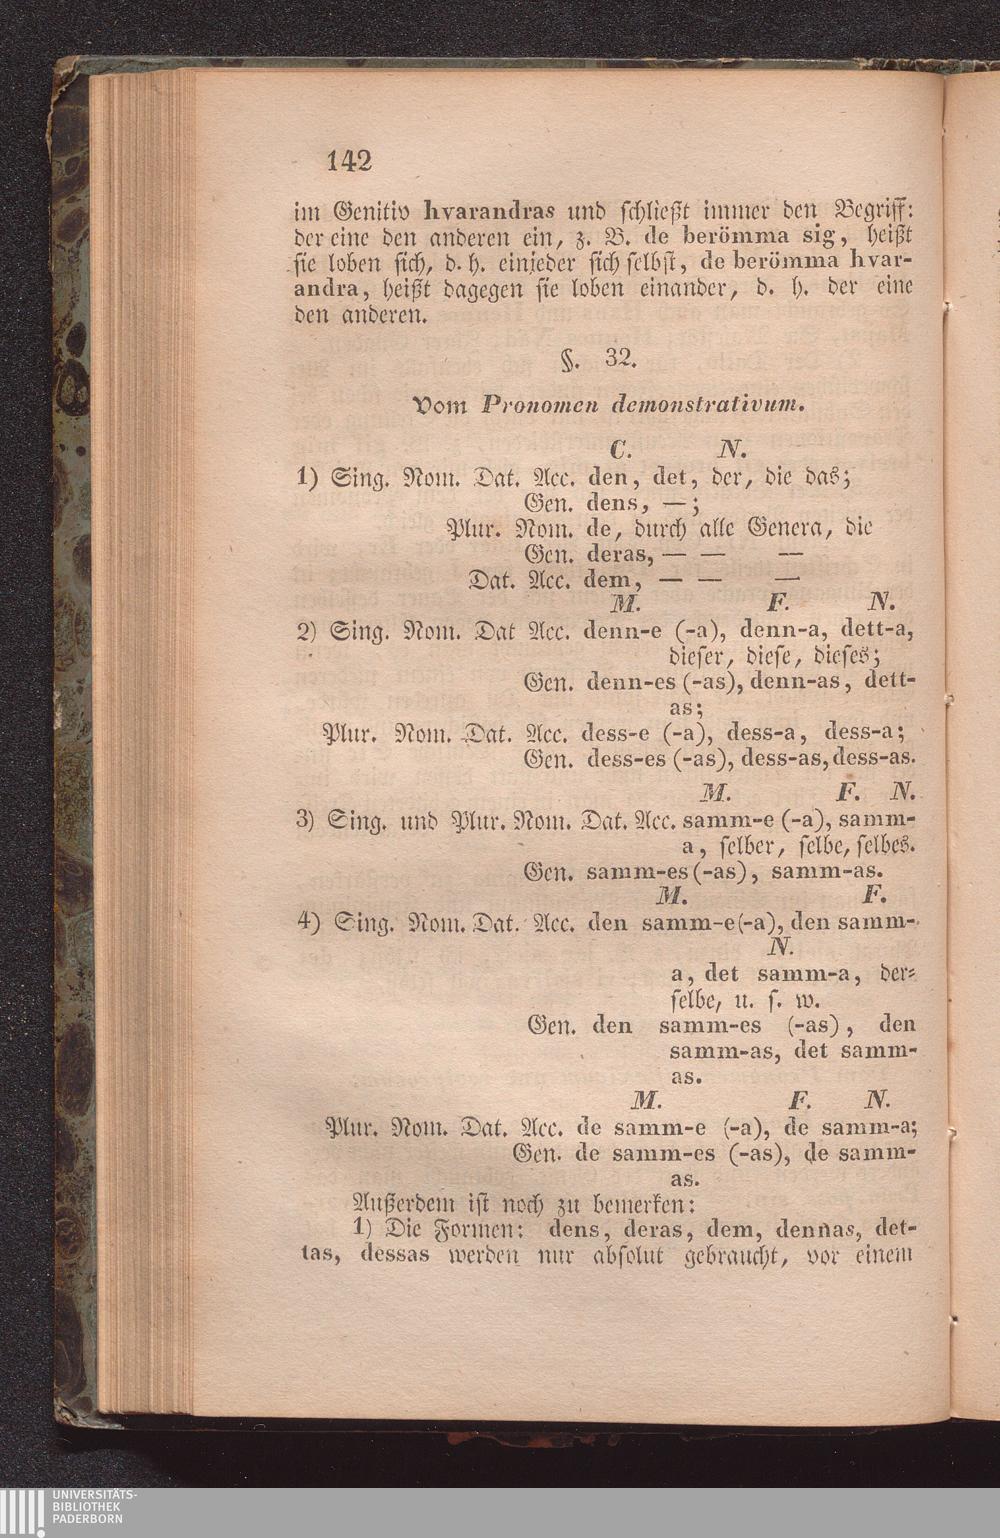 142
im Genitiv hvarandras und schließt immer den Begriff:
der eine den anderen ein, z. B. de berömma sig, heißt
sie loben sich, d. h. einjeder sich selbst, de berömma hvar-
andra, heißt dagegen sie loben einander, d. h. der eine
den anderen.
§. 32.
Vom Pronomen demonstrativum.
C. N.
1) Sing. Nom. Dat. Acc. den, det, der, die das;
Gen. dens, —;
Plur. Nom. de, durch alle Genera, die
Gen. deras, — — —
Dat. Acc. dem, — — —
M. F. N.
2) Sing. Nom. Dat Acc. denn-e (-a), denn-a, dett-a,
dieser, diese, dieses;
Gen. denn-es (-as), denn-as, dett-
as;
Plur. Nom. Dat. Acc. dess-e (-a), dess-a, dess-a;
Gen. dess-es (-as), dess-as, dess-as.
M. F. N.
3) Sing. und Plur. Nom. Dat. Acc. samm-e (-a), samm-
a, selber, selbe, selbes.
Gen. samm-es (-as), samm-as.
M. F.
4) Sing. Nom. Dat. Acc. den samm-e (-a), den samm-
N.
a, det samm-a, der-
selbe, u. s. w.
Gen. den samm-es (-as), den
samm-as, det samm-
as.
M. F. N.
Plur. Nom. Dat. Acc. de samm-e (-a), de samm-a;
Gen. de samm-es (-as), de samm-
as.
Außerdem ist noch zu bemerken:
1) Die Formen: dens, deras, dem, dennas, det-
tas, dessas werden nur absolut gebraucht, vor einem
UNIVERSITÄTS-
BIBLIOTHEK
PADERBORN